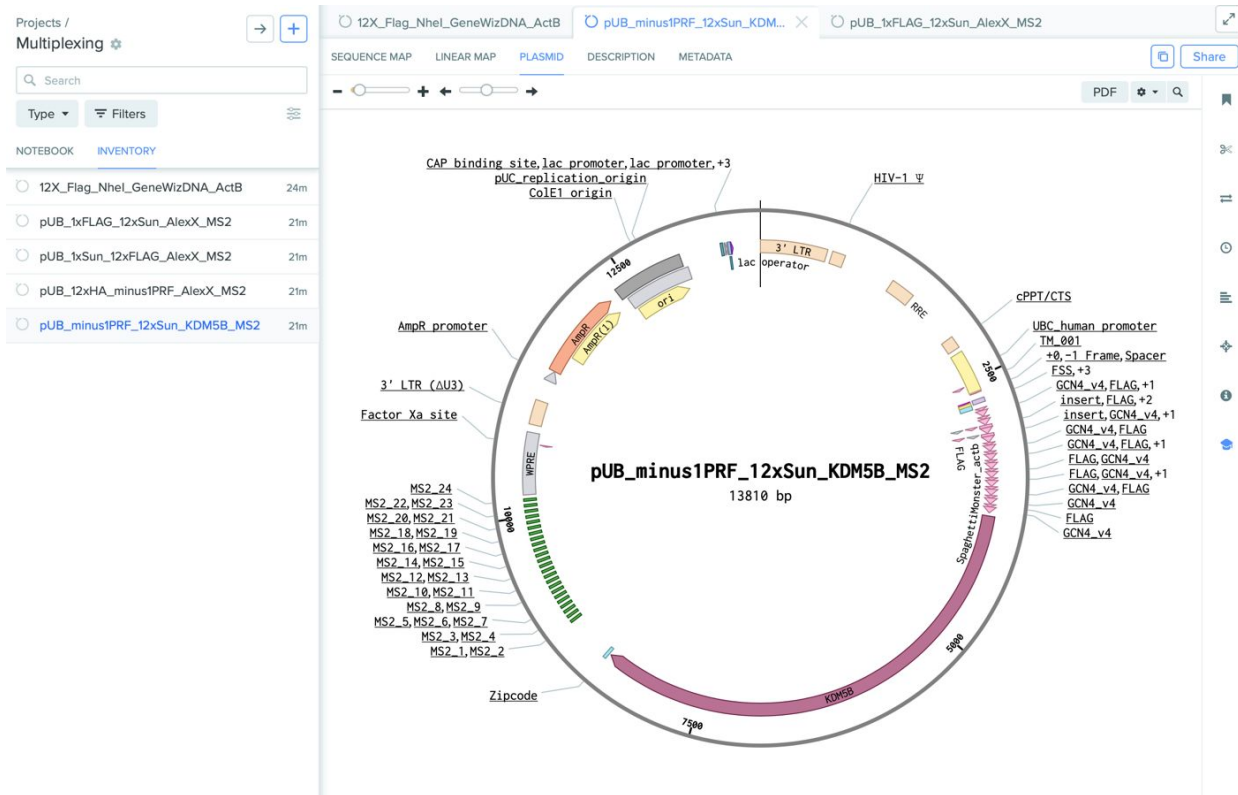 Projects /
Multiplexing
Search
Type
Filters
NOTEBOOK INVENTORY
12X_Flag_NheI_GeneWizDNA_ActB 24m
pUB_1xFLAG_12xSun_AlexX_MS2 21m
pUB_1xSun_12xFLAG_AlexX_MS2 21m
pUB_12xHA_minus1PRF_AlexX_MS2 21m
pUB_minus1PRF_12xSun_KDM5B_MS2 21m
12X_Flag_NheI_GeneWizDNA_ActB pUB_minus1PRF_12xSun_KDM... pUB_1xFLAG_12xSun_AlexX_MS2
SEQUENCE MAP LINEAR MAP PLASMID DESCRIPTION METADATA Share
PDF
CAP binding site, lac promoter, lac promoter, +3
pUC_replication_origin
ColE1 origin
HIV-1 Ψ
3' LTR
lac operator
12500
ori
RRE
cPPT/CTS
AmpR promoter
AmpR
AmpR(1)
UBC_human promoter
TM_001
+0, -1 Frame, Spacer
2500
FSS, +3
3' LTR (ΔU3)
GCN4_v4, FLAG, +1
insert, FLAG, +2
Factor Xa site
insert, GCN4_v4, +1
GCN4_v4, FLAG
GCN4_v4, FLAG, +1
FLAG, GCN4_v4
FLAG
WPRE
pUB_minus1PRF_12xSun_KDM5B_MS2
13810 bp
FLAG, GCN4_v4, +1
GCN4_v4, FLAG
GCN4_v4
FLAG
GCN4_v4
SpaghettiMonster_actb
MS2_24
MS2_22, MS2_23
MS2_20, MS2_21
10000
MS2_18, MS2_19
MS2_16, MS2_17
MS2_14, MS2_15
MS2_12, MS2_13
MS2_10, MS2_11
MS2_8, MS2_9
MS2_5, MS2_6, MS2_7
MS2_3, MS2_4
MS2_1, MS2_2
5000
Zipcode
KDM5B
7500